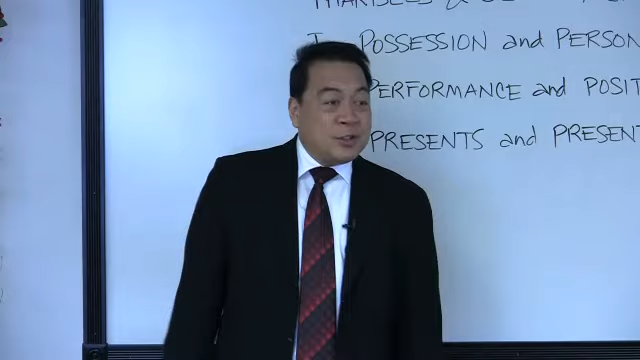 I. POSSESSION and PERSON
PERFORMANCE and POSIT
PRESENTS and PRESENT